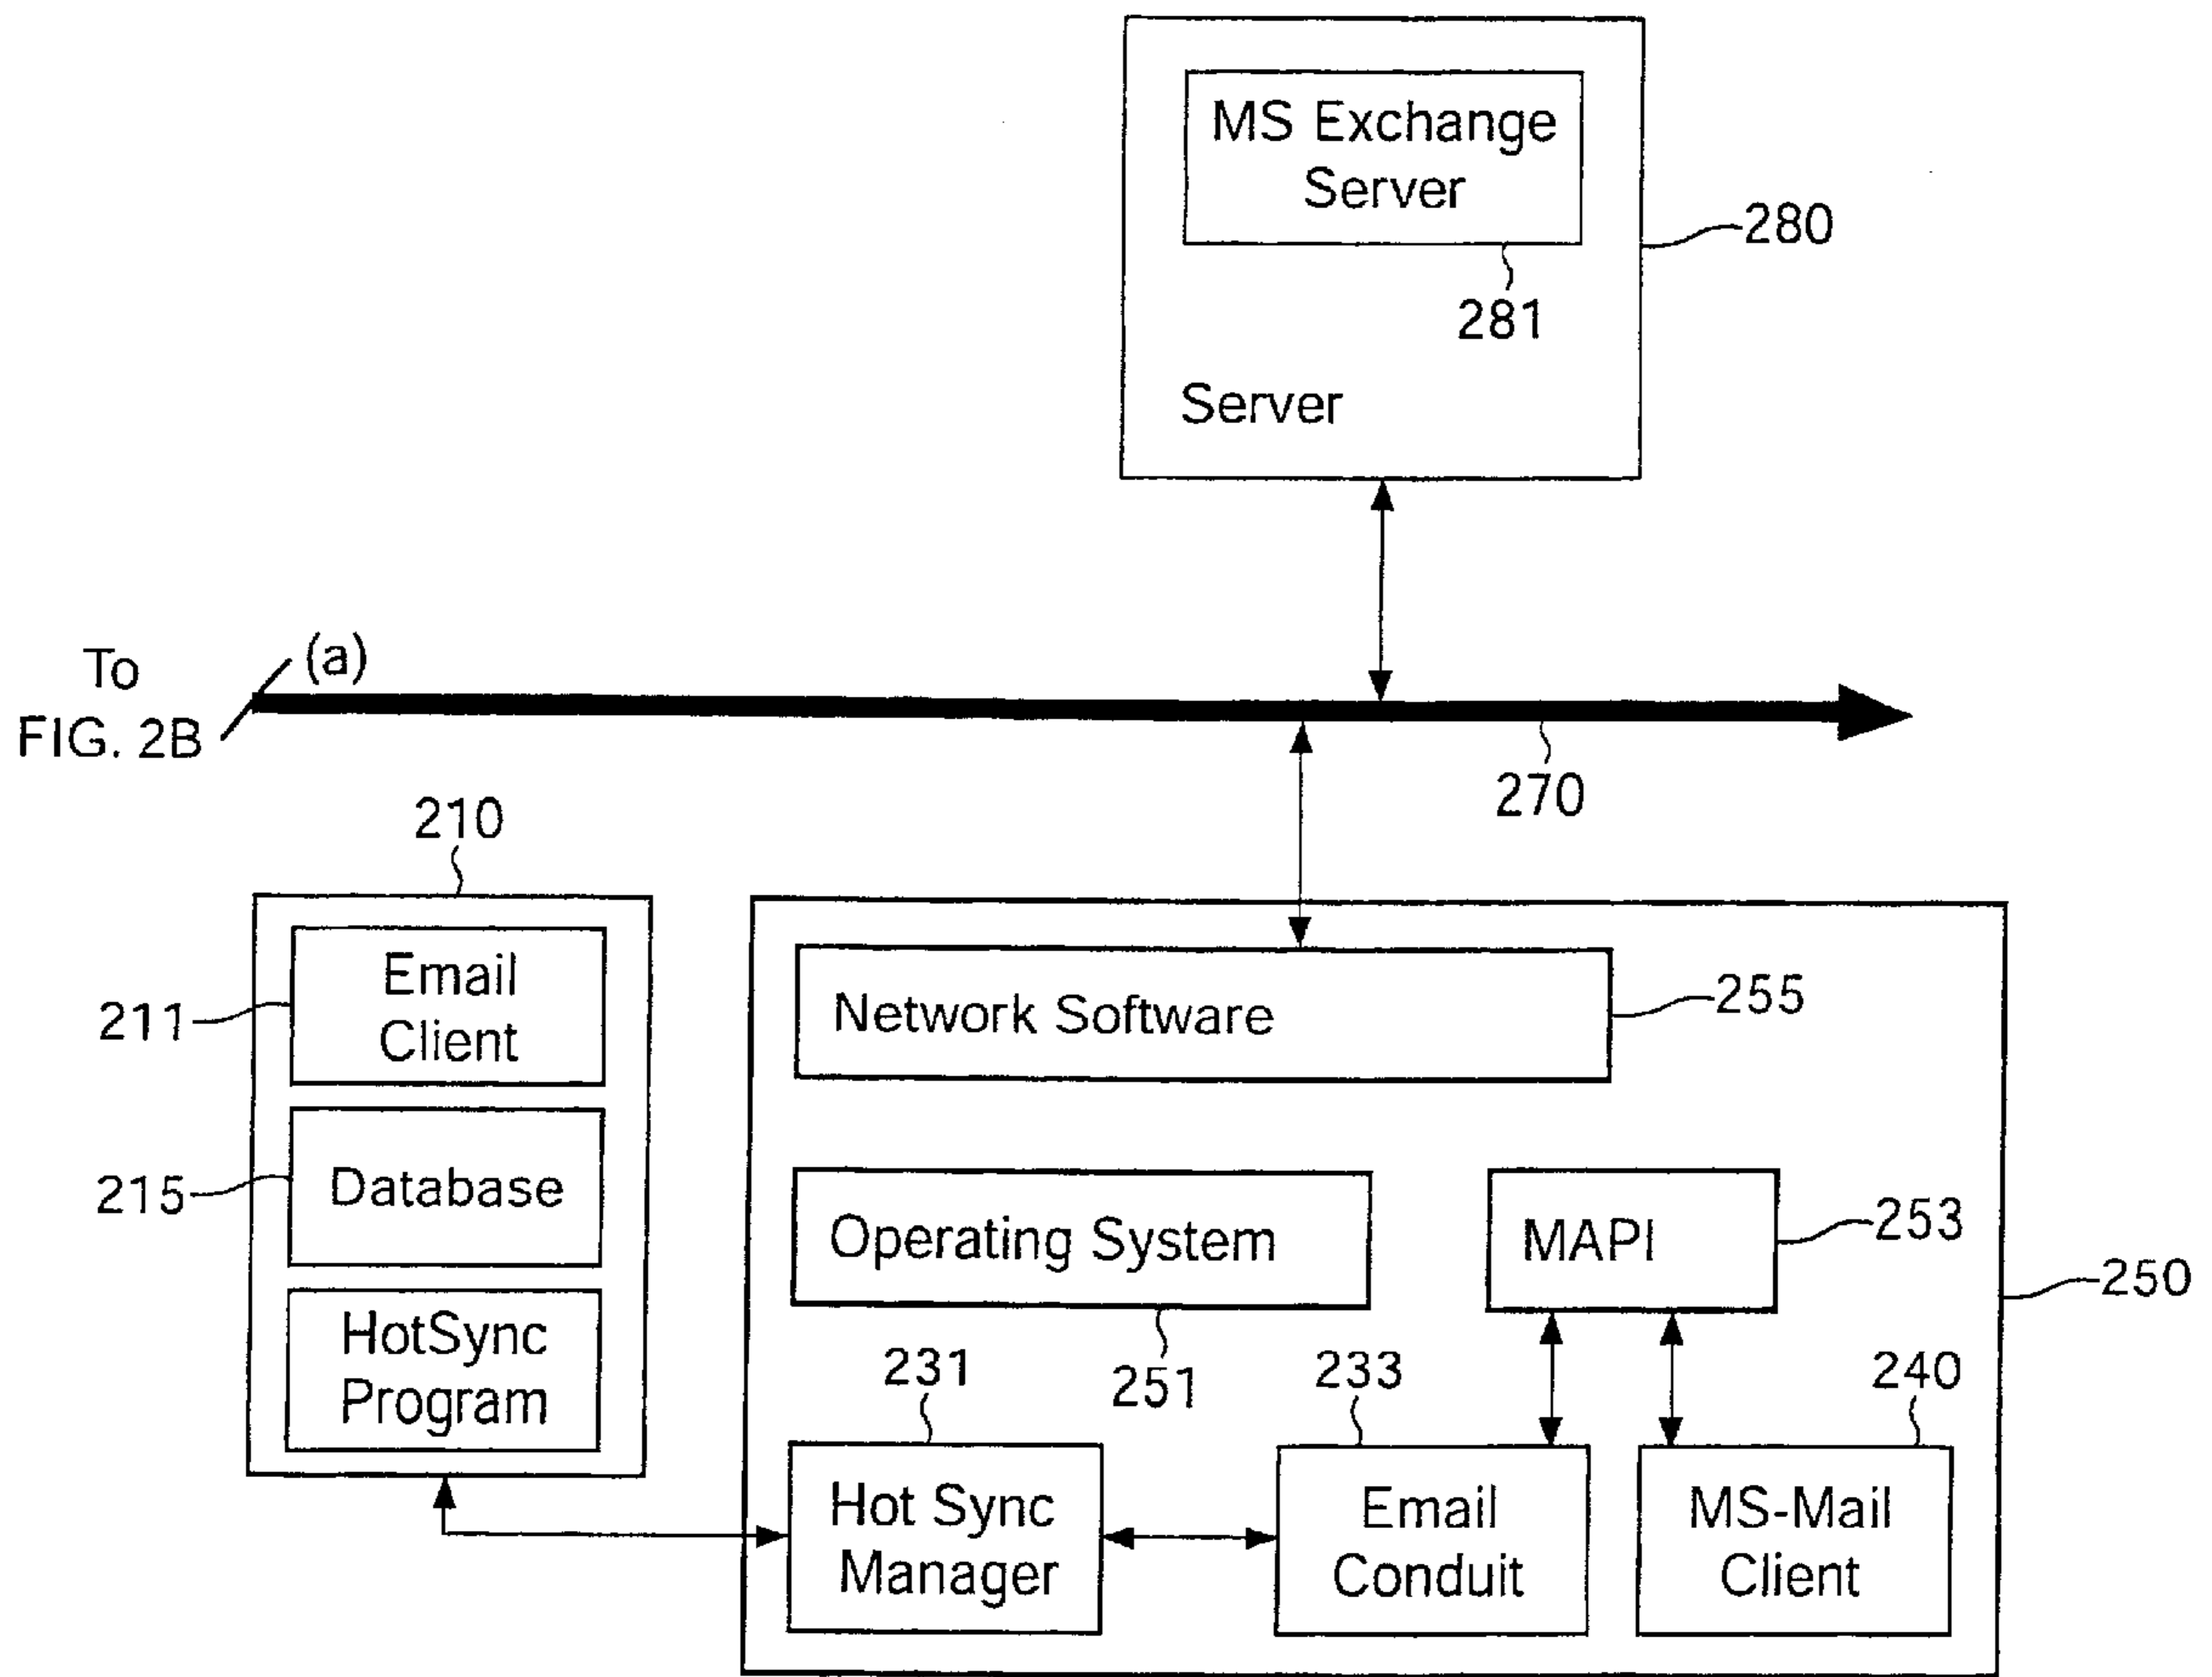 MS Exchange
Server
280
281
Server
To
FIG. 2B
(a)
270
210
Email
Client
211
Database
215
HotSync
Program
Network Software
255
Operating System
251
MAPI
253
250
231
Hot Sync
Manager
233
Email
Conduit
240
MS-Mail
Client